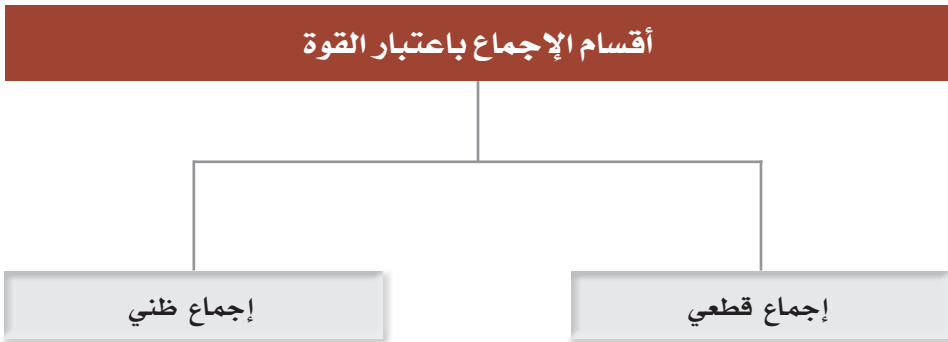 أقسام الإجماع باعتبار القوة
إجماع قطعي
إجماع ظني